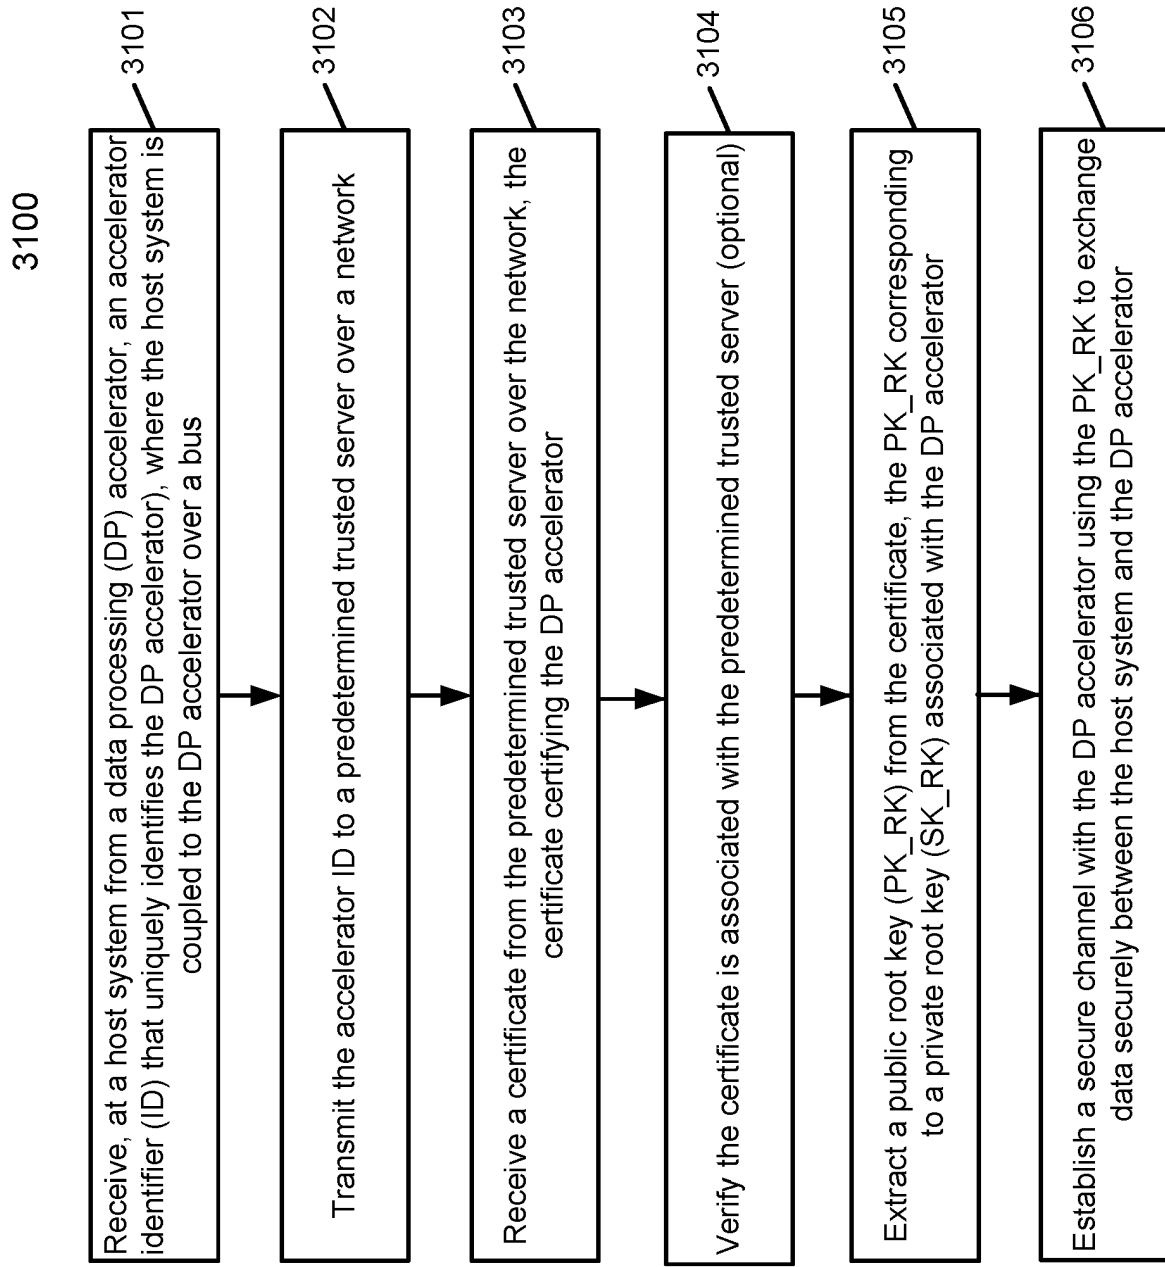 3100
Receive, at a host system from a data processing (DP) accelerator, an accelerator
identifier (ID) that uniquely identifies the DP accelerator), where the host system is
coupled to the DP accelerator over a bus
3101
Transmit the accelerator ID to a predetermined trusted server over a network
3102
Receive a certificate from the predetermined trusted server over the network, the
certificate certifying the DP accelerator
3103
Verify the certificate is associated with the predetermined trusted server (optional)
3104
Extract a public root key (PK_RK) from the certificate, the PK_RK corresponding
to a private root key (SK_RK) associated with the DP accelerator
3105
Establish a secure channel with the DP accelerator using the PK_RK to exchange
data securely between the host system and the DP accelerator
3106